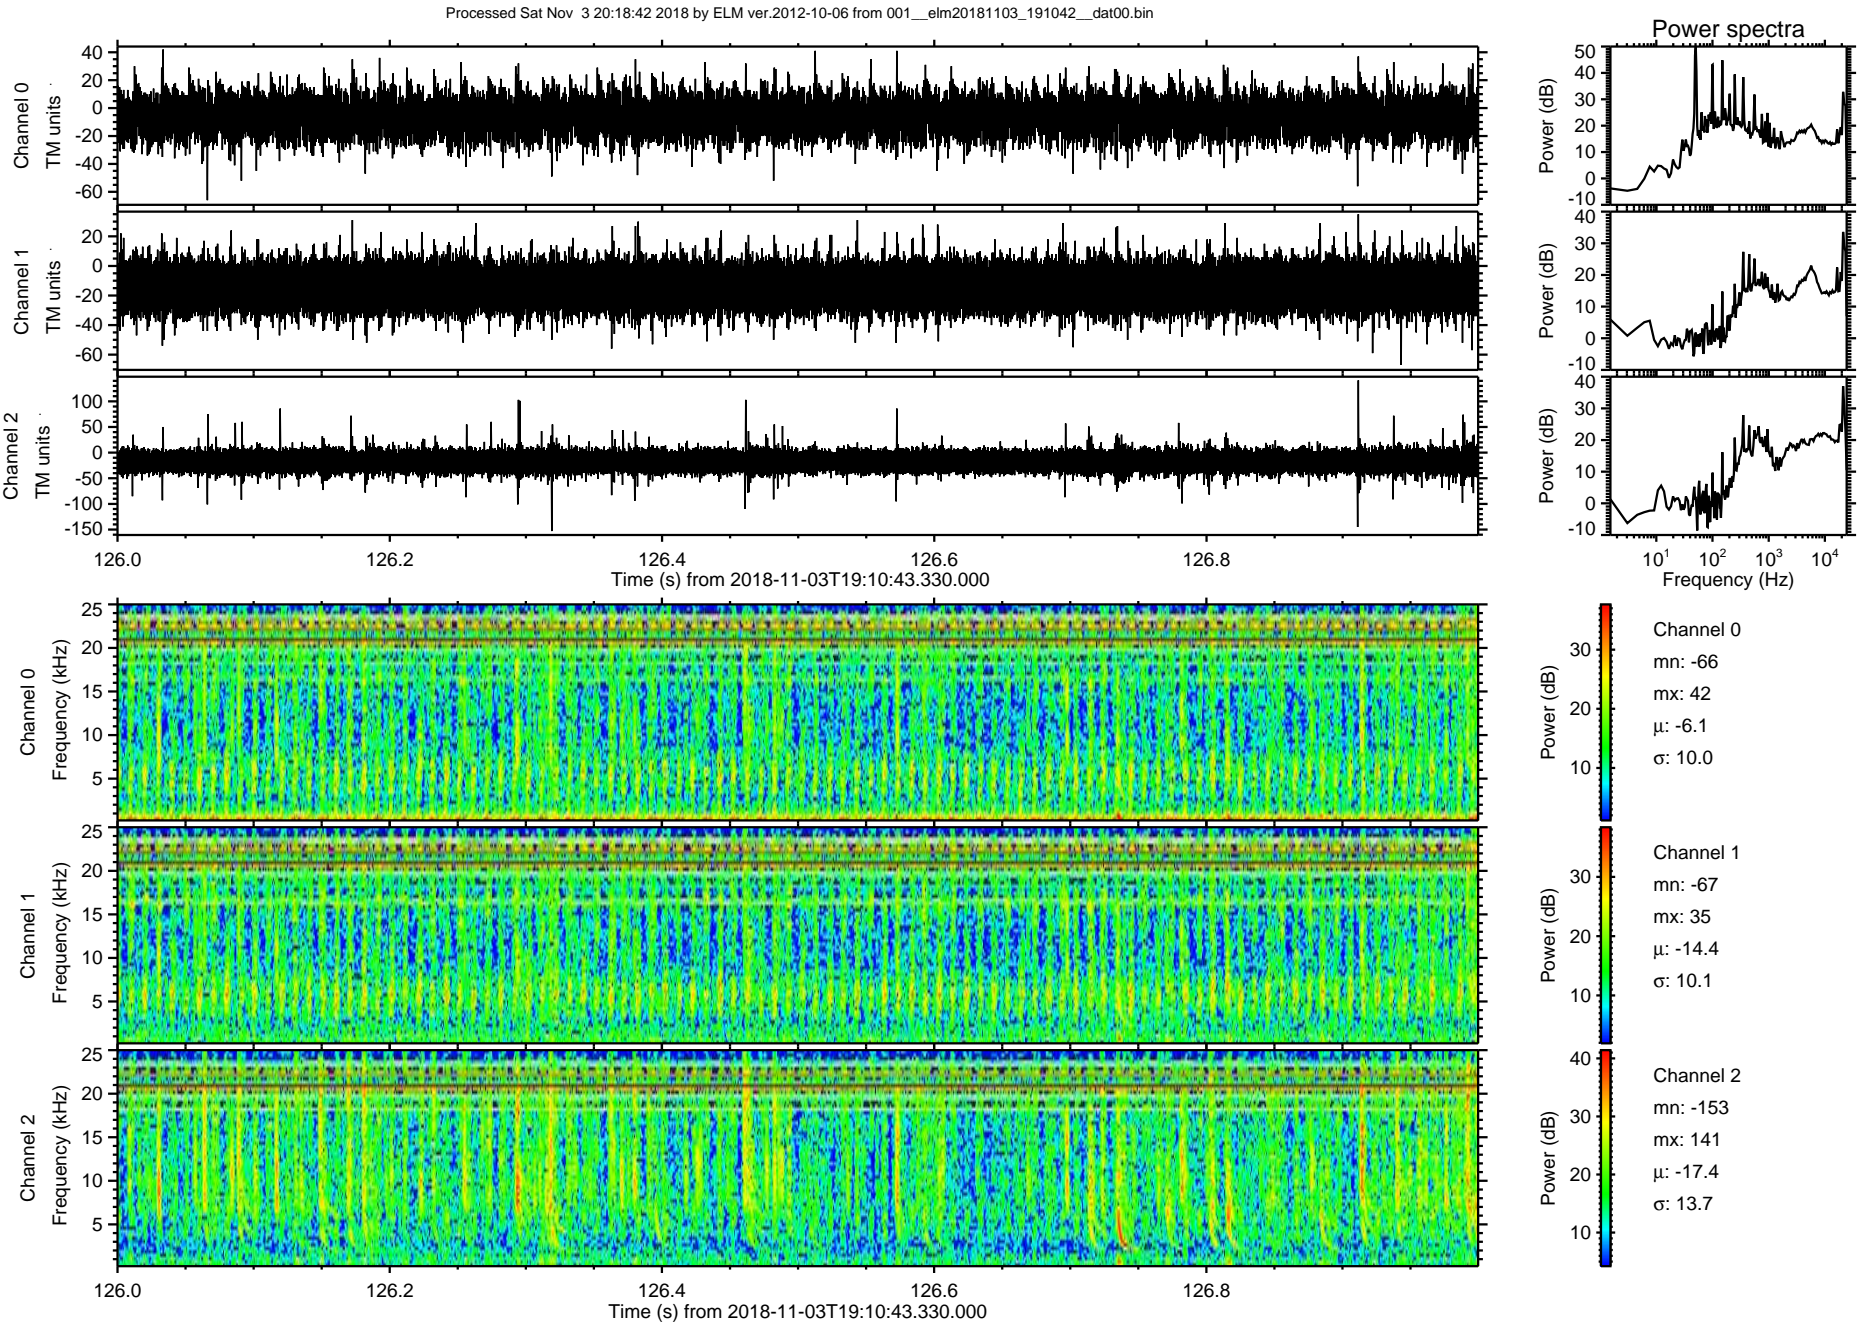 Processed Sat Nov  3 20:18:42 2018 by ELM ver.2012-10-06 from 001__elm20181103_191042__dat00.bin
Power spectra
Channel 0
TM units
40
20
0
-20
-40
-60
Power (dB)
50
40
30
20
10
0
-10
Channel 1
TM units
20
0
-20
-40
-60
Power (dB)
40
30
20
10
0
-10
Channel 2
TM units
100
50
0
-50
-100
-150
Power (dB)
40
30
20
10
0
-10
126.0 126.2 126.4 126.6 126.8
Time (s) from 2018-11-03T19:10:43.330.000
10¹ 10² 10³ 10⁴
Frequency (Hz)
Channel 0
Frequency (kHz)
25
20
15
10
5
Power (dB)
30
20
10
Channel 0
mn: -66
mx: 42
μ: -6.1
σ: 10.0
Channel 1
Frequency (kHz)
25
20
15
10
5
Power (dB)
30
20
10
Channel 1
mn: -67
mx: 35
μ: -14.4
σ: 10.1
Channel 2
Frequency (kHz)
25
20
15
10
5
Power (dB)
40
30
20
10
Channel 2
mn: -153
mx: 141
μ: -17.4
σ: 13.7
126.0 126.2 126.4 126.6 126.8
Time (s) from 2018-11-03T19:10:43.330.000